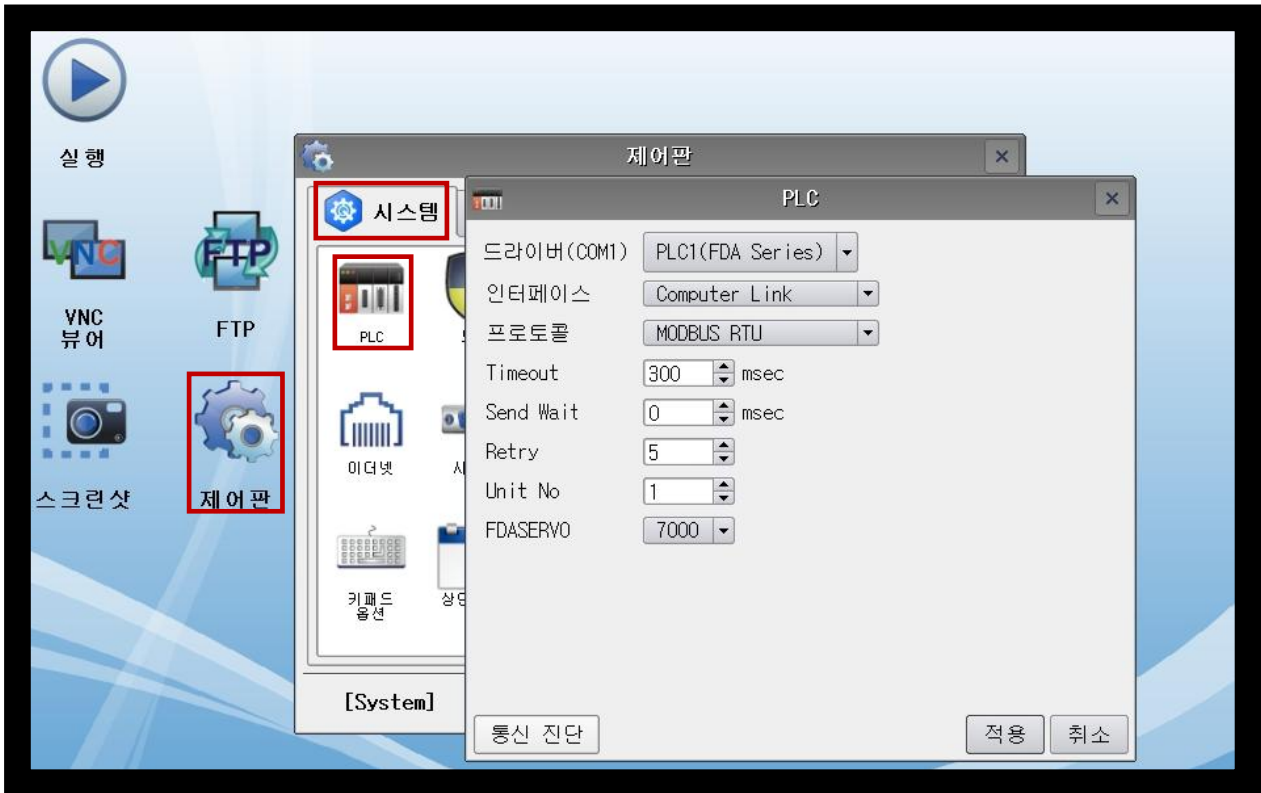 실행
VNC
뷰어
FTP
스크린샷
제어판
제어판
시스템
PLC
이더넷
키패드
옵션
[System]
PLC
드라이버(COM1) PLC1(FDA Series)
인터페이스 Computer Link
프로토콜 MODBUS RTU
Timeout 300 msec
Send Wait 0 msec
Retry 5
Unit No 1
FDASERVO 7000
통신 진단 적용 취소
VNC
FTP